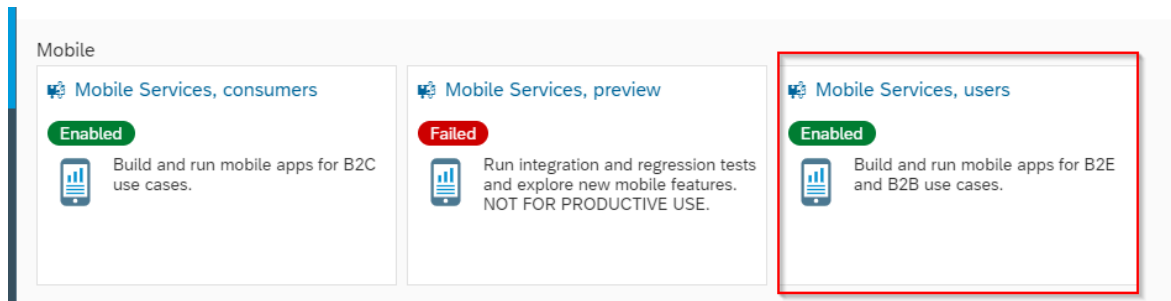 Mobile
Mobile Services, consumers
Enabled
Build and run mobile apps for B2C
use cases.
Mobile Services, preview
Failed
Run integration and regression tests
and explore new mobile features.
NOT FOR PRODUCTIVE USE.
Mobile Services, users
Enabled
Build and run mobile apps for B2E
and B2B use cases.